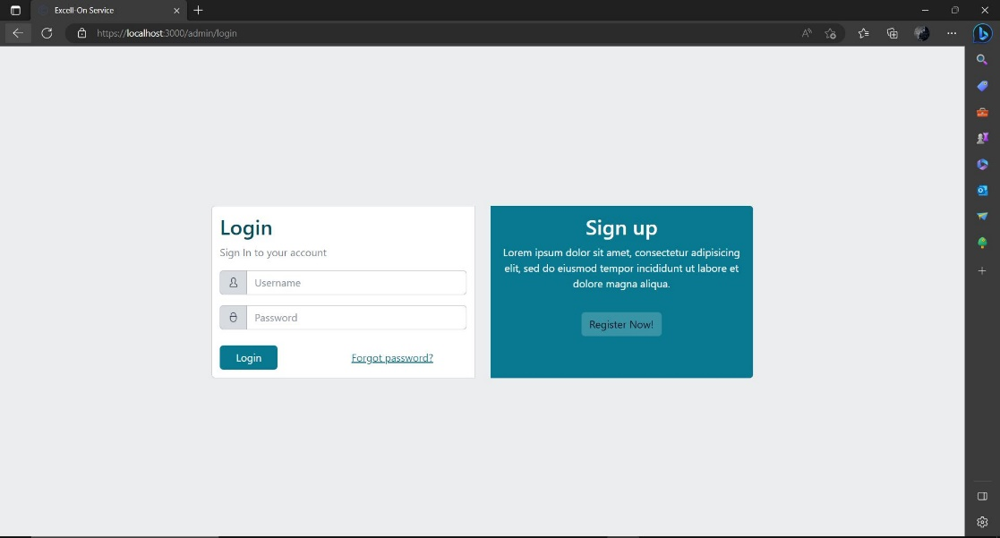 Excell-On Service
https://localhost:3000/admin/login
Login
Sign In to your account
Username
Password
Login
Forgot password?
Sign up
Lorem ipsum dolor sit amet, consectetur adipisicing
elit, sed do eiusmod tempor incididunt ut labore et
dolore magna aliqua.
Register Now!